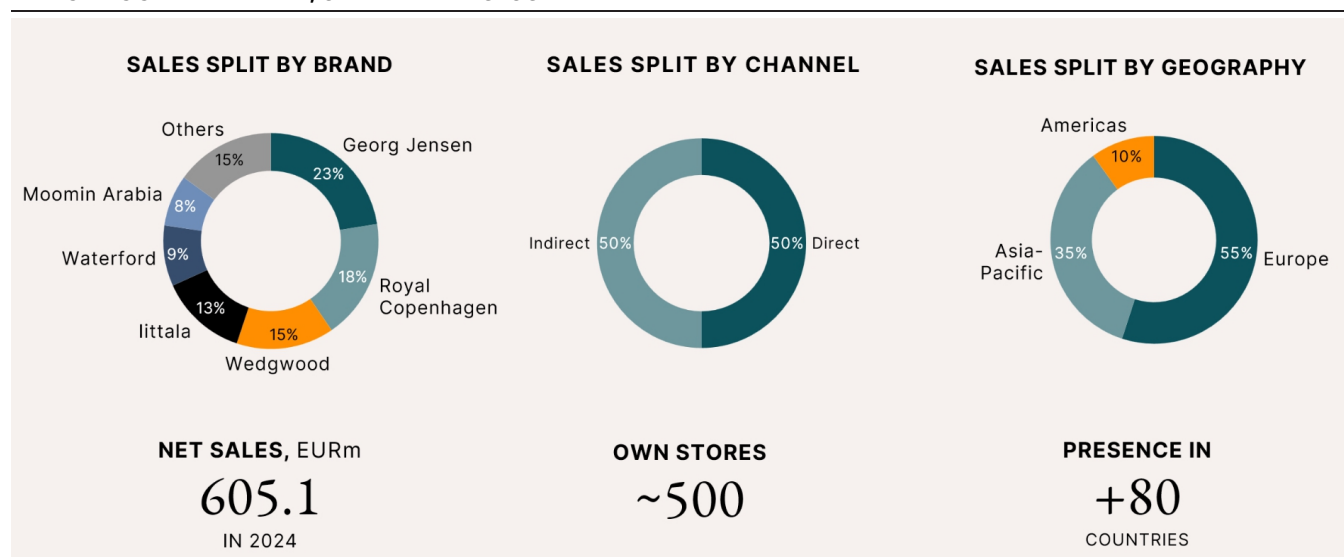 SALES SPLIT BY BRAND
Others
15%
Georg Jensen
23%
Moomin Arabia
8%
Waterford
9%
18%
Royal
Copenhagen
13%
Iittala
15%
Wedgwood
NET SALES, EURm
605.1
IN 2024
SALES SPLIT BY CHANNEL
Indirect 50%
50% Direct
OWN STORES
~500
SALES SPLIT BY GEOGRAPHY
Americas
10%
Asia-
Pacific
35%
55% Europe
PRESENCE IN
+80
COUNTRIES